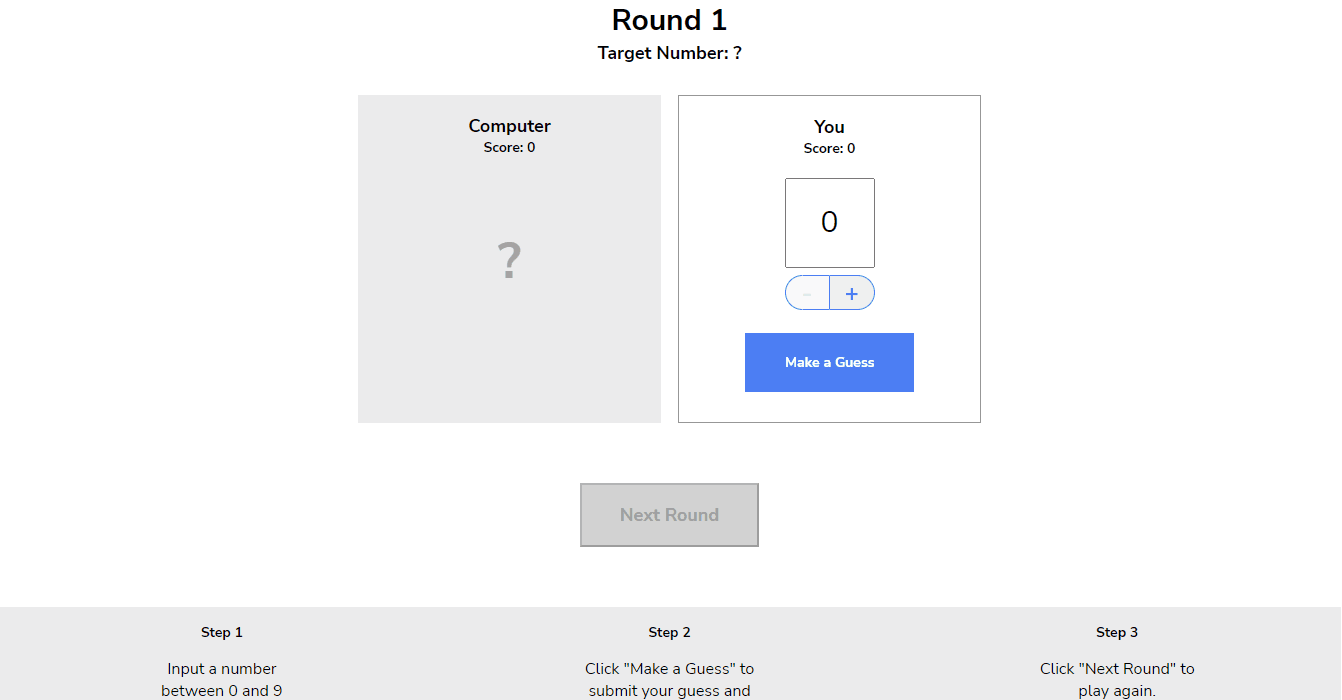 Round 1
Target Number: ?
Computer
Score: 0
?
You
Score: 0
0
- +
Make a Guess
Next Round
Step 1
Input a number
between 0 and 9
Step 2
Click "Make a Guess" to
submit your guess and
Step 3
Click "Next Round" to
play again.